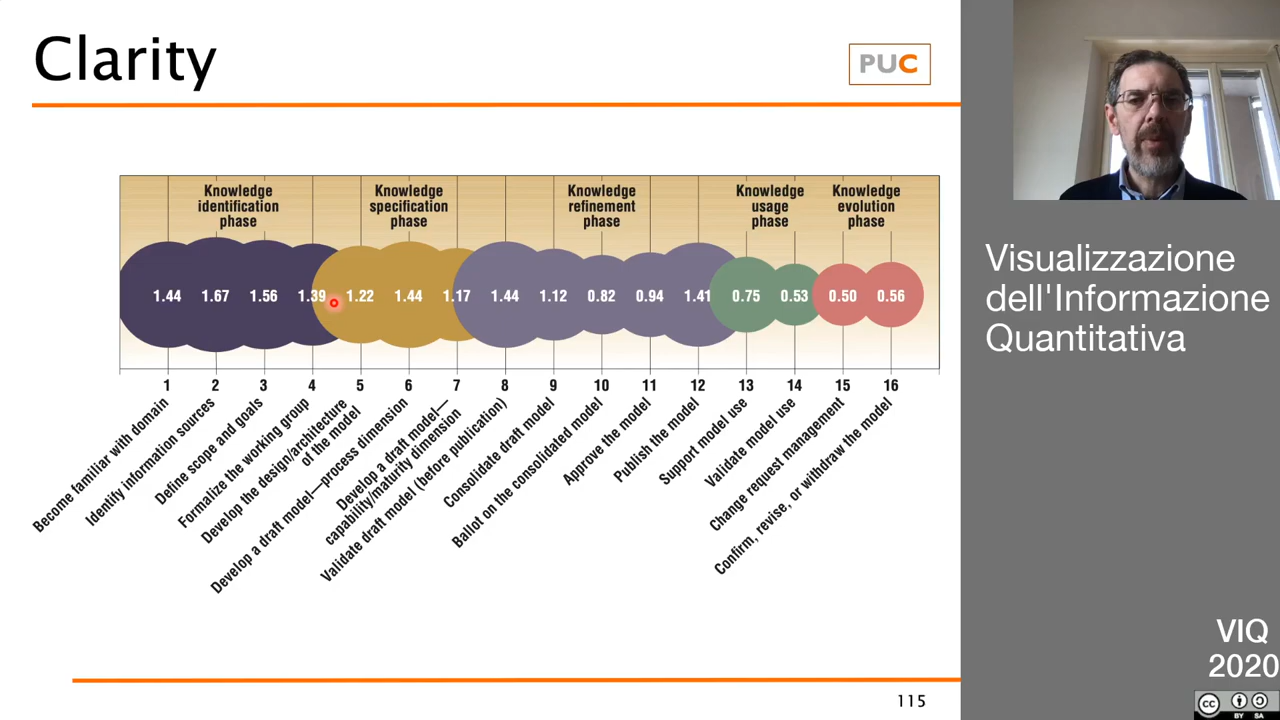 Clarity
PUC
Knowledge
identification
phase
Knowledge
specification
phase
Knowledge
refinement
phase
Knowledge
usage
phase
Knowledge
evolution
phase
1.44 1.67 1.56 1.39 1.22 1.44 1.17 1.44 1.12 0.82 0.94 1.41 0.75 0.53 0.50 0.56
1 2 3 4 5 6 7 8 9 10 11 12 13 14 15 16
Become familiar with domain
Identify information sources
Define scope and goals
Formalize the working group
Develop the design/architecture
of the model
Develop a draft model—process dimension
Develop a draft model—
capability/maturity dimension
Validate draft model (before publication)
Consolidate draft model
Ballot on the consolidated model
Approve the model
Publish the model
Support model use
Validate model use
Change request management
Confirm, revise, or withdraw the model
115
Visualizzazione
dell'Informazione
Quantitativa
VIQ
2020
cc
BY SA